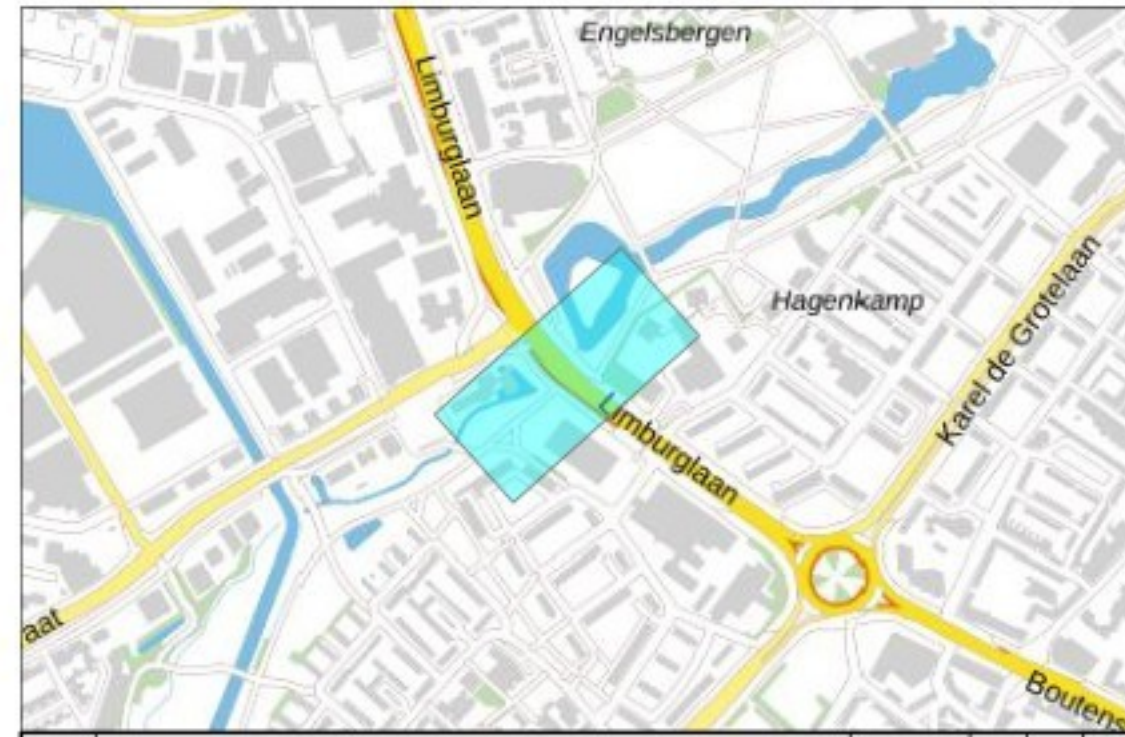 Engelsbergen
Limburglaan
Hagenkamp
Karel de Grotelaan
Limburglaan
aat
Boutens